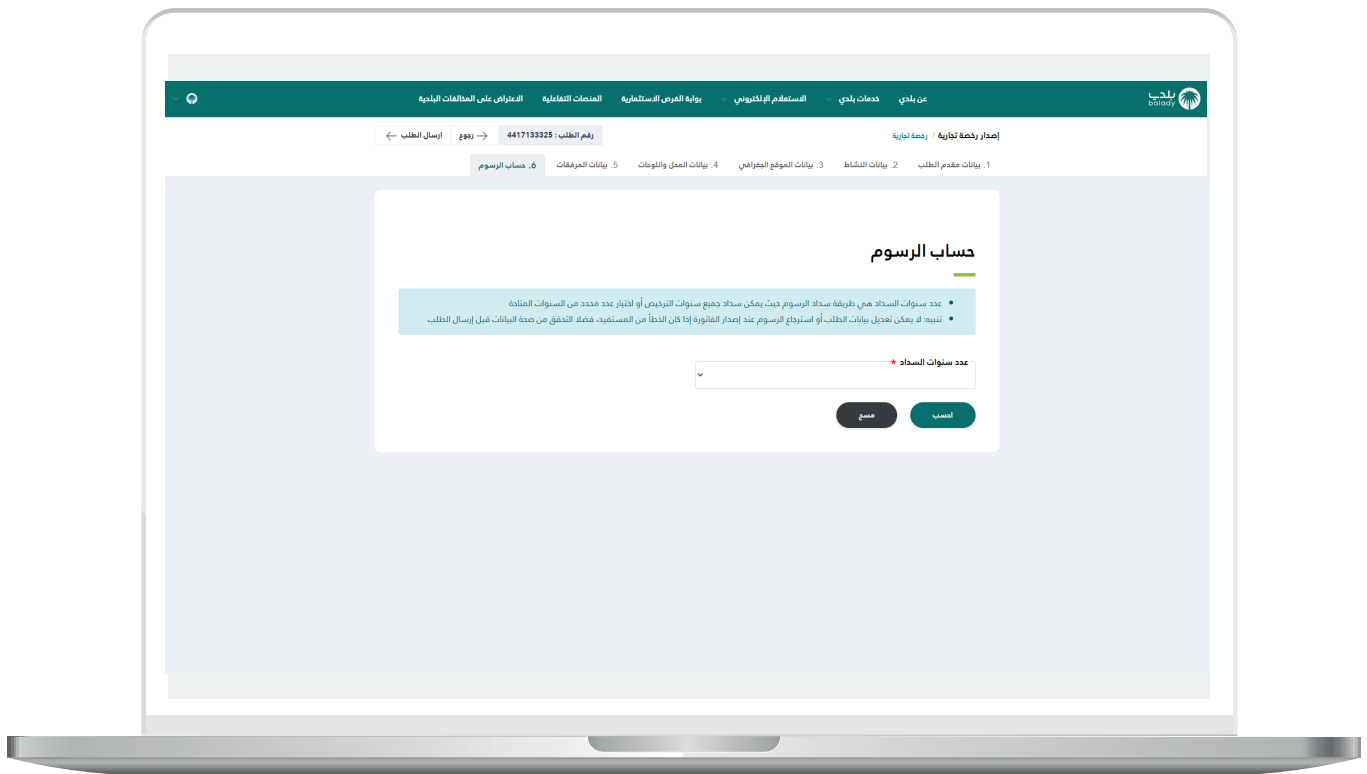 بلدي
balady
عن بلدي خدمات بلدي الاستعلام الإلكتروني بوابة الفرص الاستثمارية المنصات التفاعلية الاعتراض على المخالفات البلدية
إصدار رخصة تجارية / رخصة تجارية
رقم الطلب : 4417133325 رجوع ارسال الطلب
1. بيانات مقدم الطلب 2. بيانات النشاط 3. بيانات الموقع الجغرافي 4. بيانات المحل واللوحات 5. بيانات المرفقات 6. حساب الرسوم
حساب الرسوم
عدد سنوات السداد هي طريقة سداد الرسوم حيث يمكن سداد جميع سنوات الترخيص أو اختيار عدد محدد من السنوات المتاحة
تنبيه: لا يمكن تعديل بيانات الطلب أو استرجاع الرسوم عند إصدار الفاتورة إذا كان الخطأ من المستفيد، فضلا التحقق من صحة البيانات قبل إرسال الطلب
عدد سنوات السداد *
احسب مسح